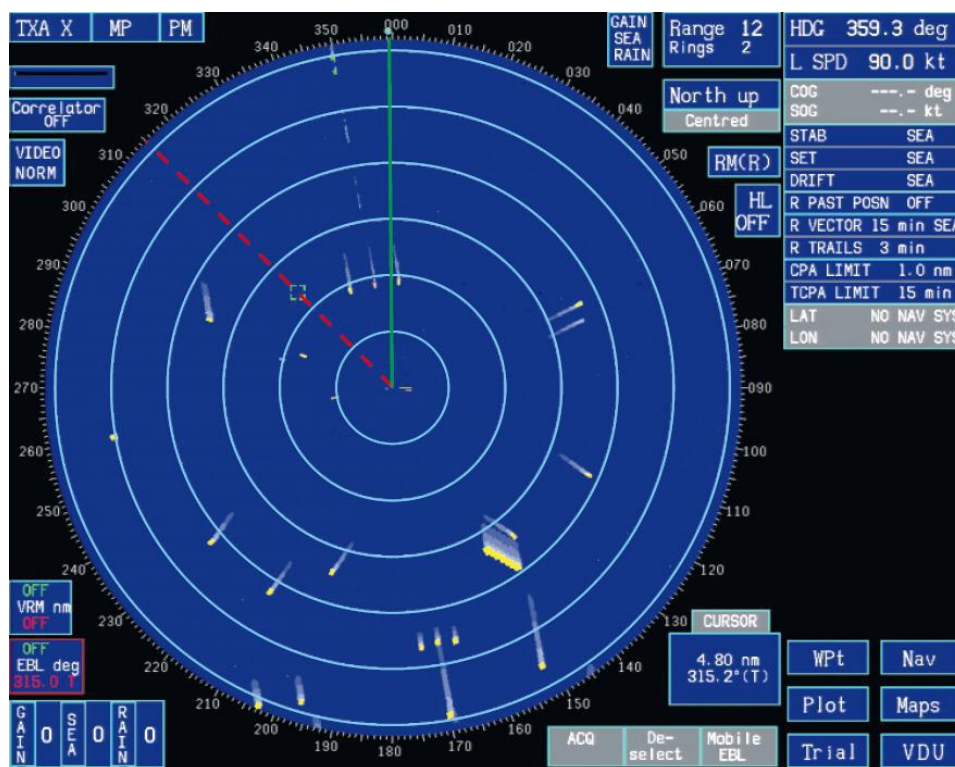 TXA X MP PM
Correlator
OFF
VIDEO
NORM
GAIN
SEA
RAIN
Range 12
Rings 2
North up
Centred
RM(R)
HL
OFF
HDG 359.3 deg
L SPD 90.0 kt
COG ---.- deg
SOG ---.- kt
STAB SEA
SET SEA
DRIFT SEA
R PAST POSN OFF
R VECTOR 15 min SEA
R TRAILS 3 min
CPA LIMIT 1.0 nm
TCPA LIMIT 15 min
LAT NO NAV SYS
LON NO NAV SYS
000
010
020
030
040
050
060
070
080
090
100
110
120
130
140
150
160
170
180
190
200
210
220
230
240
250
260
270
280
290
300
310
320
330
340
350
OFF
VRM nm
OFF
OFF
EBL deg
315.0 T
GAIN 0 SEA 0 RAIN 0
CURSOR
4.80 nm
315.2°(T)
ACQ
De-
select
Mobile
EBL
WPt Nav
Plot Maps
Trial VDU